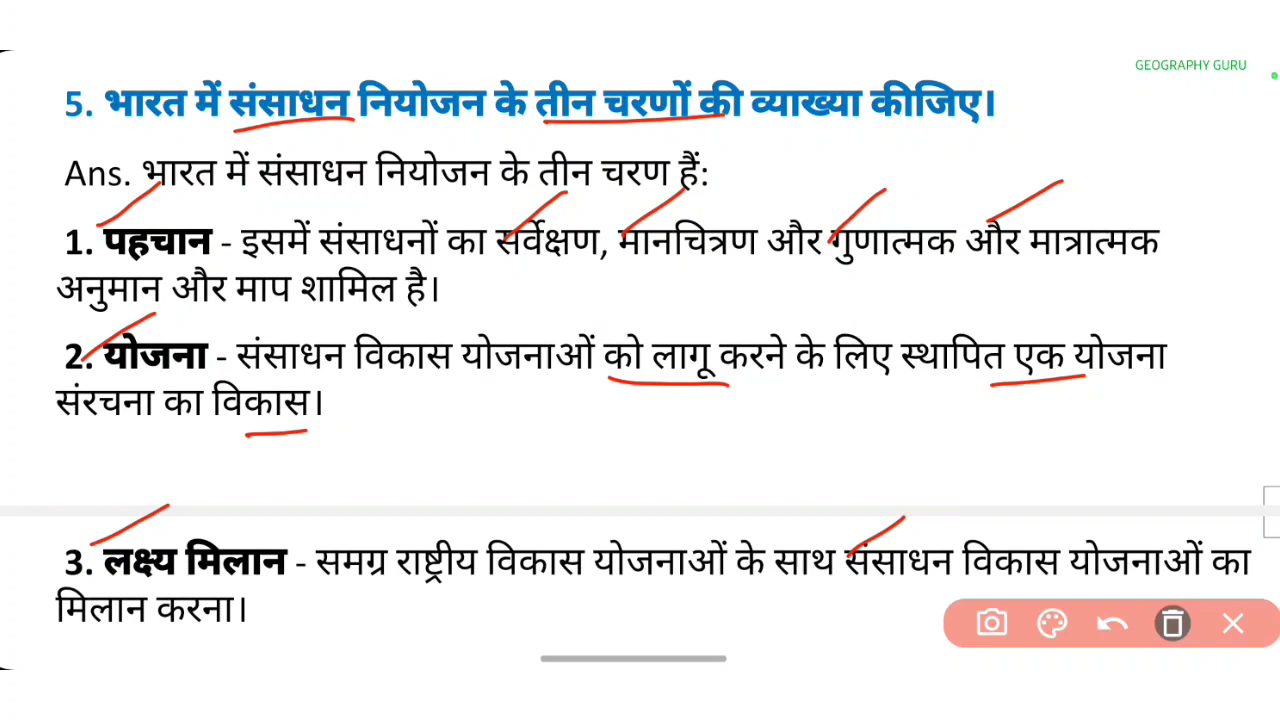 GEOGRAPHY GURU
5. भारत में संसाधन नियोजन के तीन चरणों की व्याख्या कीजिए।
Ans. भारत में संसाधन नियोजन के तीन चरण हैं:
1. पहचान - इसमें संसाधनों का सर्वेक्षण, मानचित्रण और गुणात्मक और मात्रात्मक
अनुमान और माप शामिल है।
2. योजना - संसाधन विकास योजनाओं को लागू करने के लिए स्थापित एक योजना
संरचना का विकास।
3. लक्ष्य मिलान - समग्र राष्ट्रीय विकास योजनाओं के साथ संसाधन विकास योजनाओं का
मिलान करना।